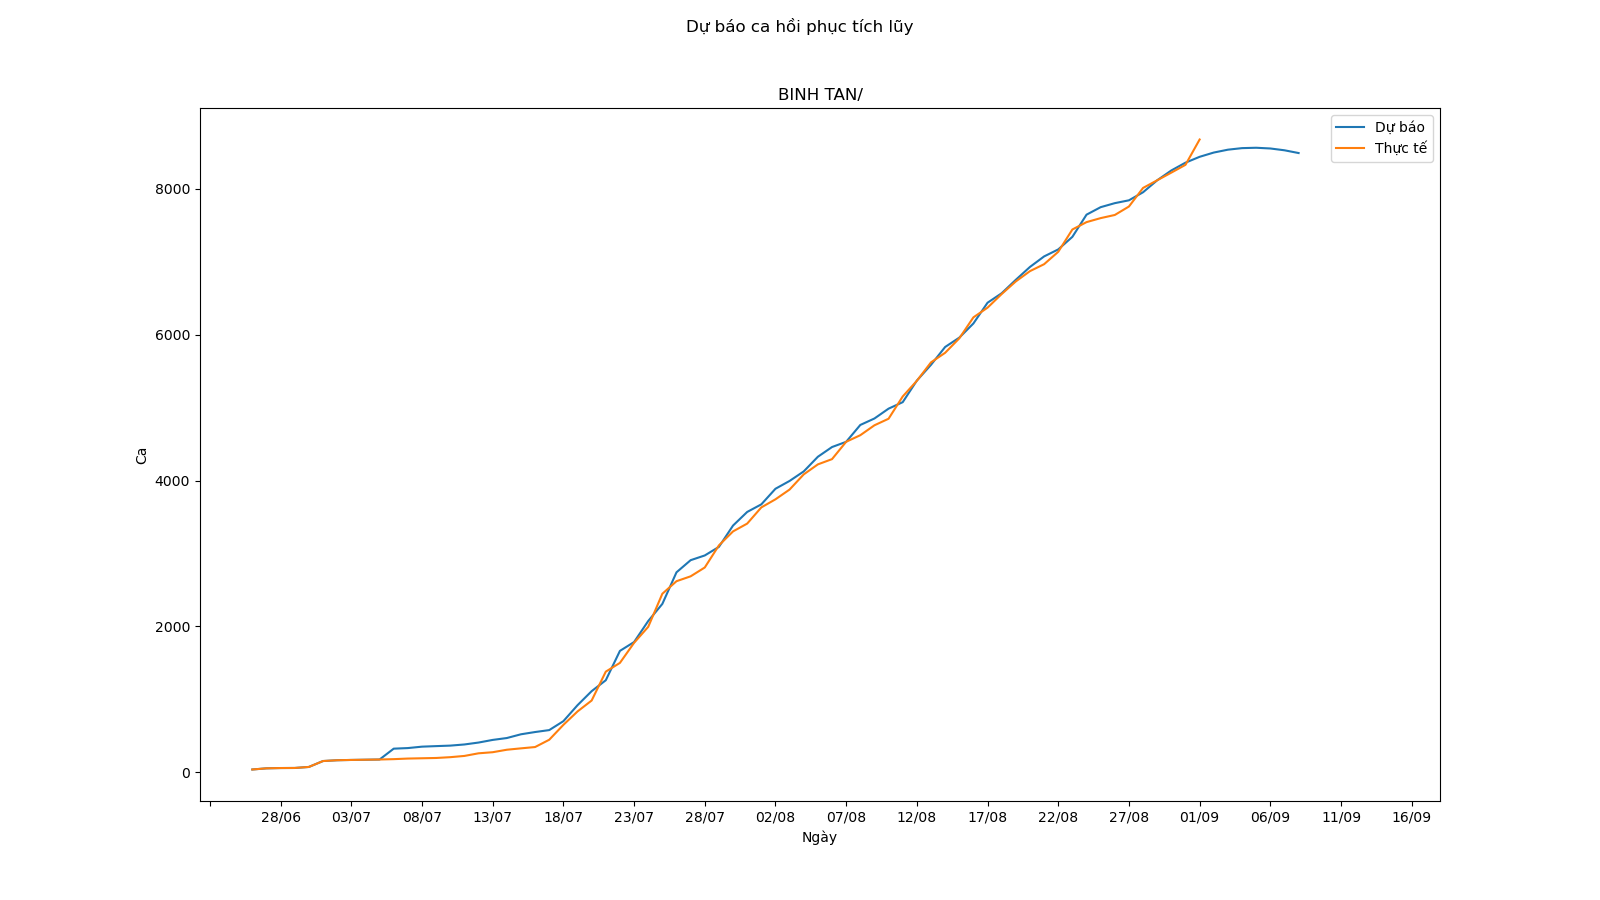 Dự báo ca hồi phục tích lũy
BINH TAN/
Dự báo
Thực tế
8000
6000
4000
2000
0
Ca
28/06 03/07 08/07 13/07 18/07 23/07 28/07 02/08 07/08 12/08 17/08 22/08 27/08 01/09 06/09 11/09 16/09
Ngày